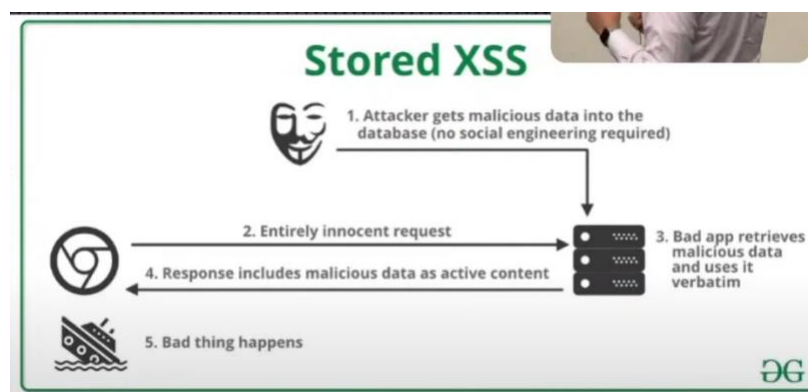 Stored XSS
1. Attacker gets malicious data into the
database (no social engineering required)
2. Entirely innocent request
3. Bad app retrieves
malicious data
and uses it
verbatim
4. Response includes malicious data as active content
5. Bad thing happens